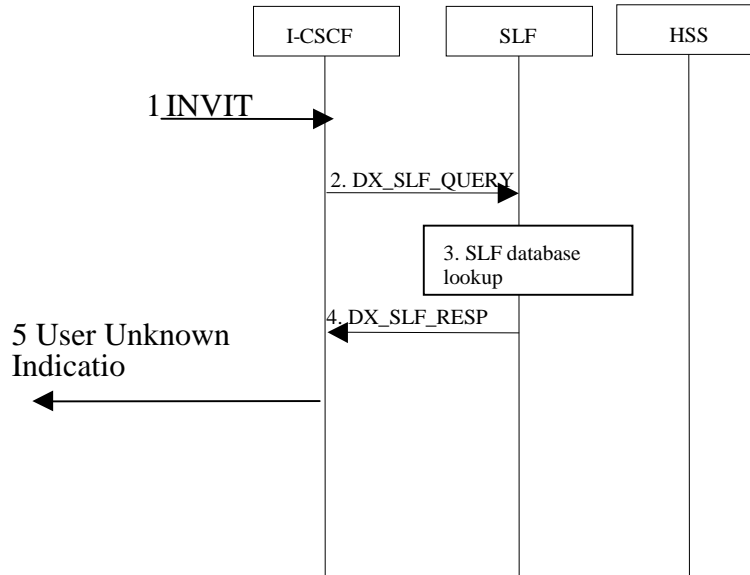 I-CSCF
SLF
HSS
1 INVIT
2. DX_SLF_QUERY
3. SLF database
lookup
4. DX_SLF_RESP
5 User Unknown
Indicatio